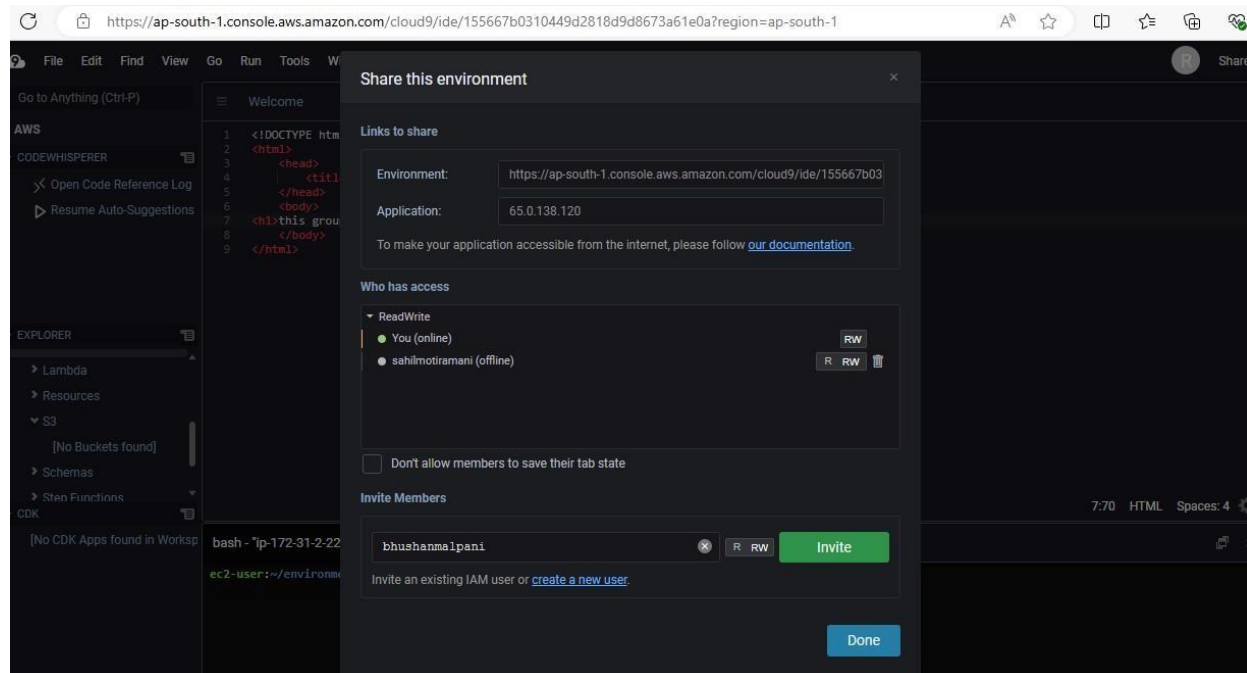 https://ap-south-1.console.aws.amazon.com/cloud9/ide/155667b0310449d2818d9d8673a61e0a?region=ap-south-1
File Edit Find View Go Run Tools R Share
Go to Anything (Ctrl-P)
Welcome
AWS
CODEWHISPERER
Open Code Reference Log
Resume Auto-Suggestions
1 <!DOCTYPE htm
2 <html>
3 <head>
4 <titl
5 </head>
6 <body>
7 <h1>this grou
8 </body>
9 </html>
EXPLORER
Lambda
Resources
S3
[No Buckets found]
Schemas
Step Functions
CDK
[No CDK Apps found in Worksp
Share this environment
Links to share
Environment: https://ap-south-1.console.aws.amazon.com/cloud9/ide/155667b03
Application: 65.0.138.120
To make your application accessible from the internet, please follow our documentation.
Who has access
ReadWrite
You (online) RW
sahilmotiramani (offline) R RW
Don't allow members to save their tab state
Invite Members
bhushanmalpani R RW Invite
Invite an existing IAM user or create a new user.
Done
7:70 HTML Spaces: 4
bash - "ip-172-31-2-22
ec2-user:~/environme